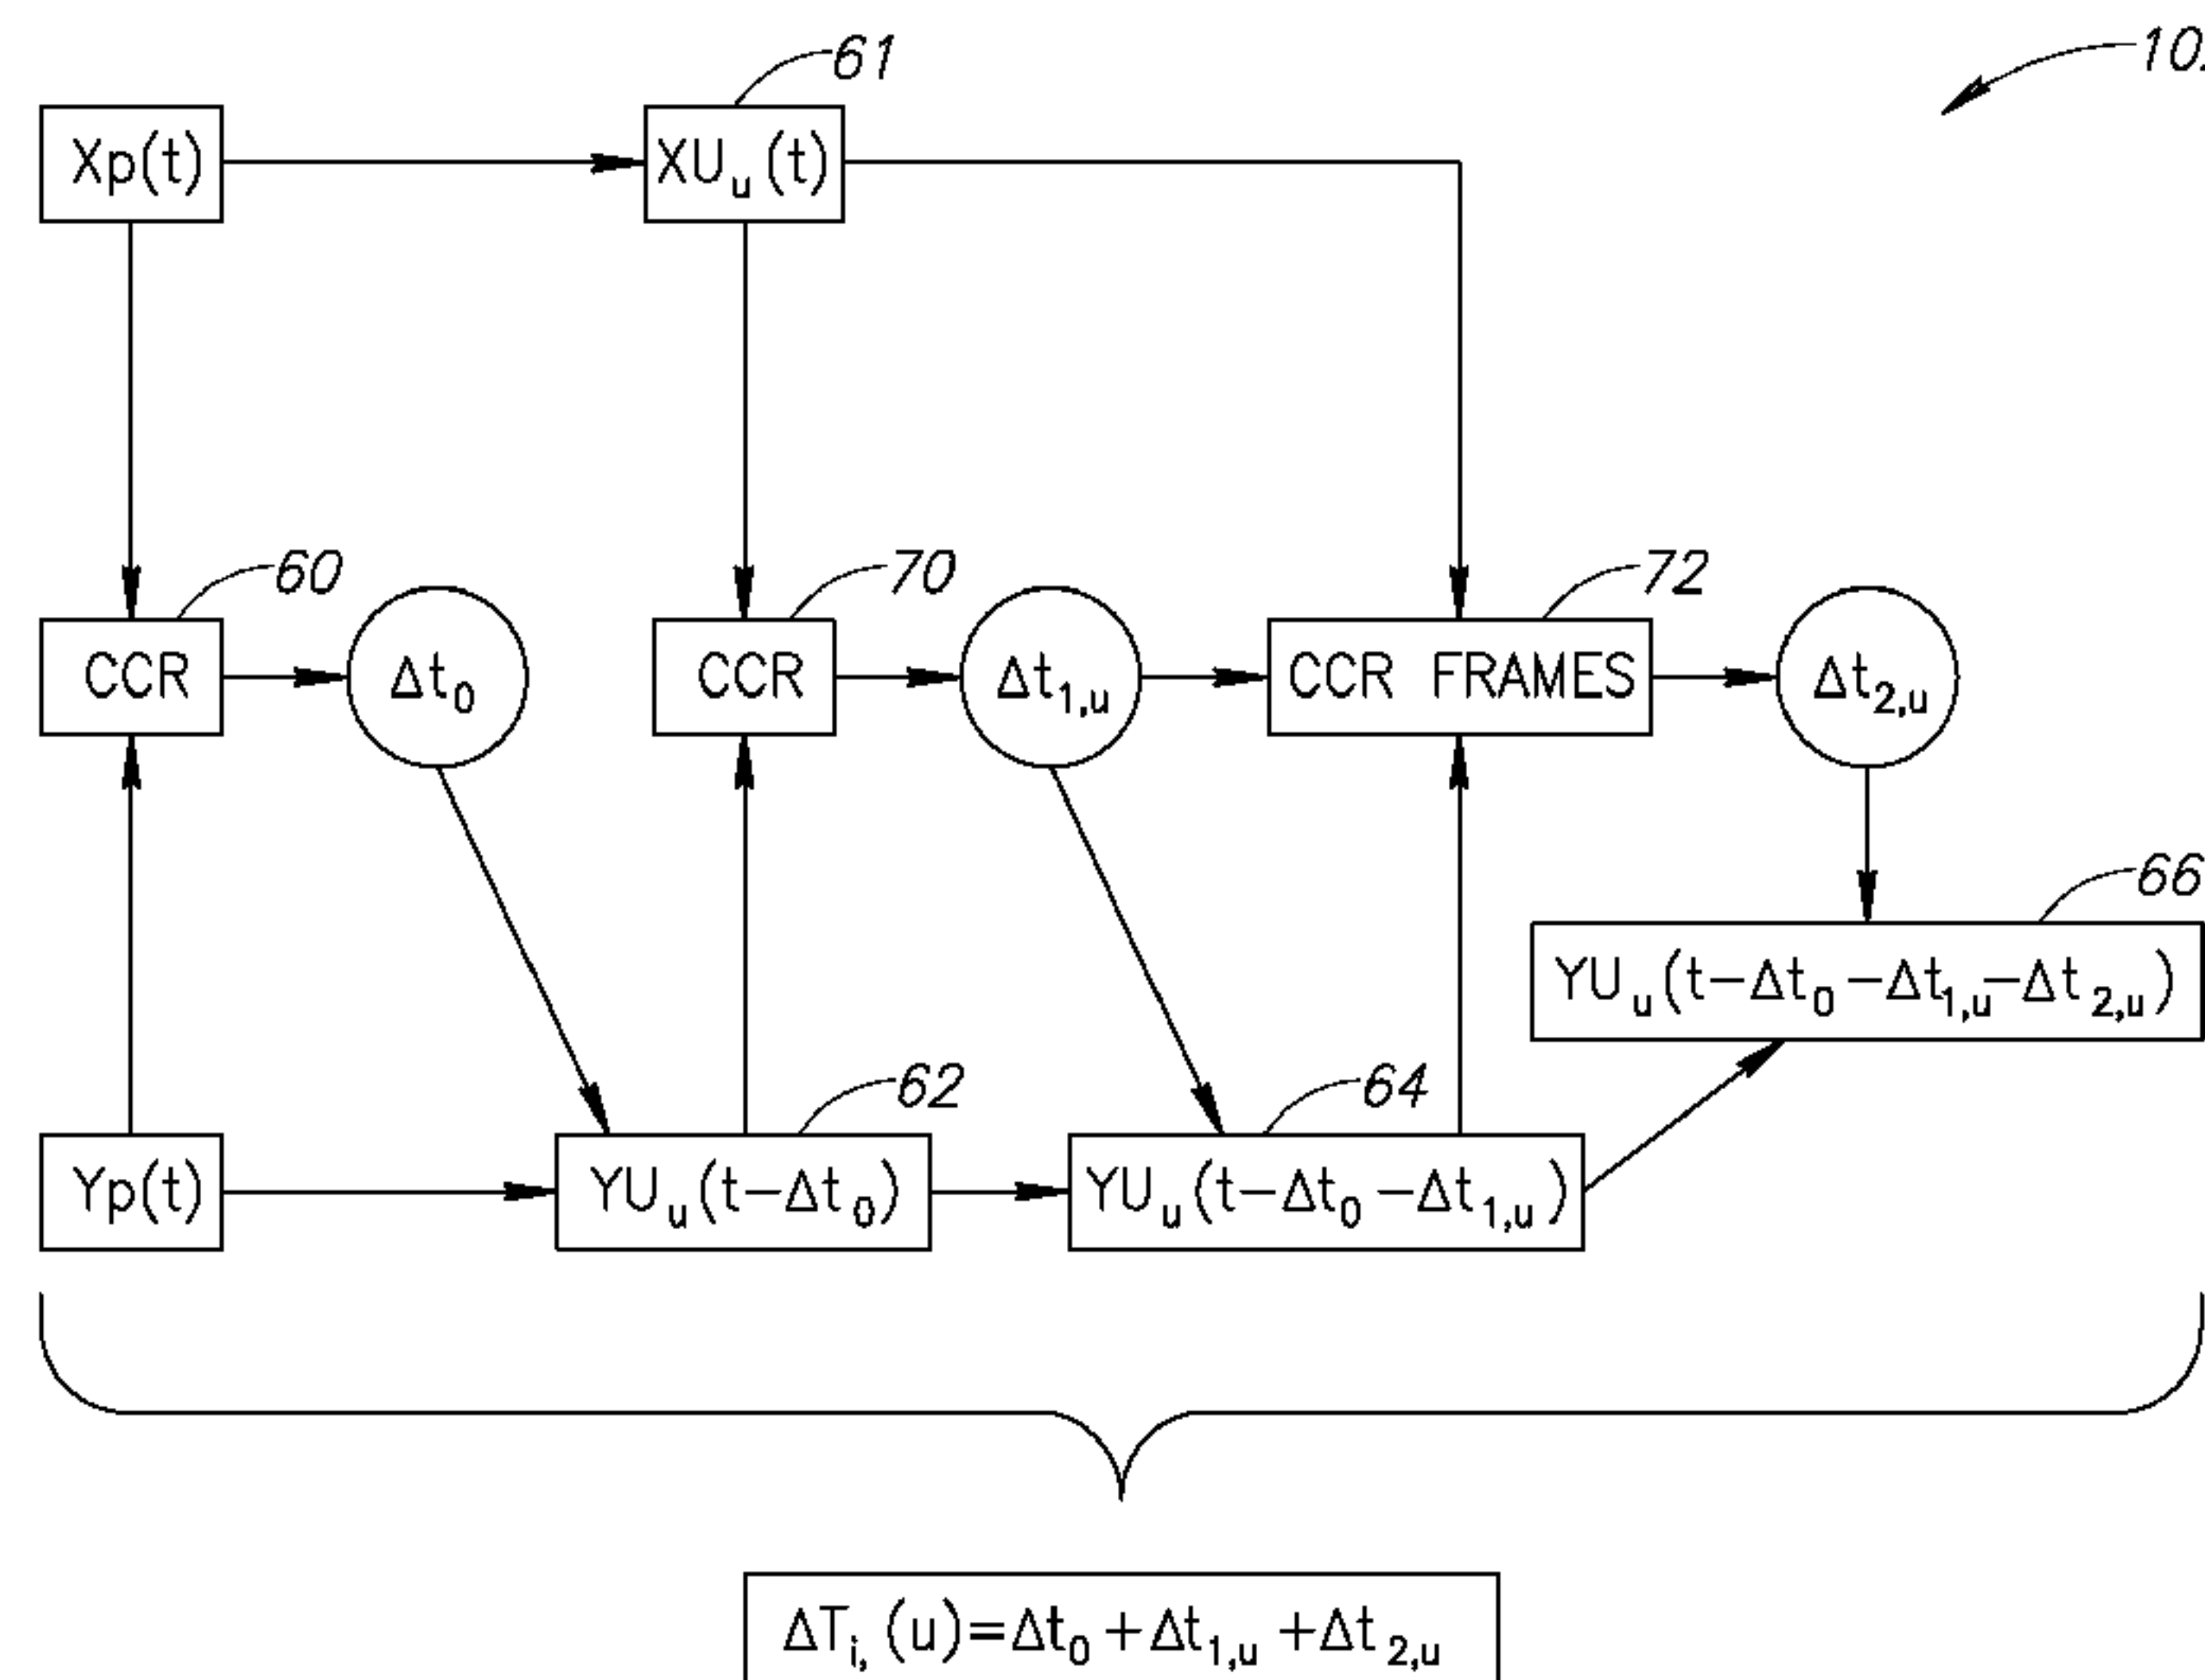 61
10
Xp(t)
XUᵤ(t)
60
70
72
CCR
Δt₀
CCR
Δt₁,ᵤ
CCR FRAMES
Δt₂,ᵤ
66
YUᵤ(t-Δt₀-Δt₁,ᵤ-Δt₂,ᵤ)
62
64
Yp(t)
YUᵤ(t-Δt₀)
YUᵤ(t-Δt₀-Δt₁,ᵤ)
ΔTᵢ,(u)=Δt₀+Δt₁,ᵤ+Δt₂,ᵤ